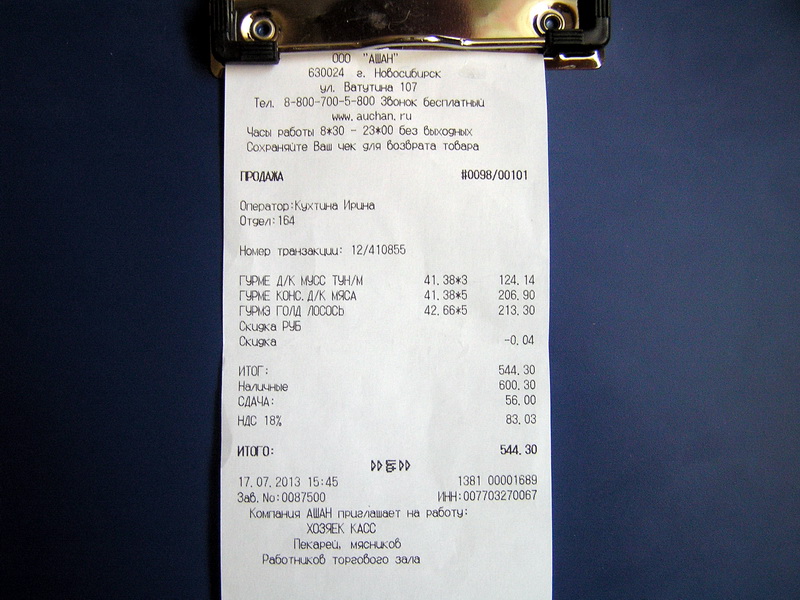 ООО "АШАН"
630024 г. Новосибирск
ул. Ватутина 107
Тел. 8-800-700-5-800 Звонок бесплатный
www.auchan.ru
Часы работы 8*30 - 23*00 без выходных
Сохраняйте Ваш чек для возврата товара
ПРОДАЖА #0098/00101
Оператор:Кухтина Ирина
Отдел:164
Номер транзакции: 12/410855
ГУРМЕ Д/К МУСС ТУН/М 41.38*3 124.14
ГУРМЕ КОНС.Д/К МЯСА 41.38*5 206.90
ГУРМЭ ГОЛД ЛОСОСЬ 42.66*5 213.30
Скидка РУБ
Скидка -0.04
ИТОГ: 544.30
Наличные 600.30
СДАЧА: 56.00
НДС 18% 83.03
ИТОГО: 544.30
17.07.2013 15:45 1381 00001689
Зав.No:0087500 ИНН:007703270067
Компания АШАН приглашает на работу:
ХОЗЯЕК КАСС
Пекарей, мясников
Работников торгового зала